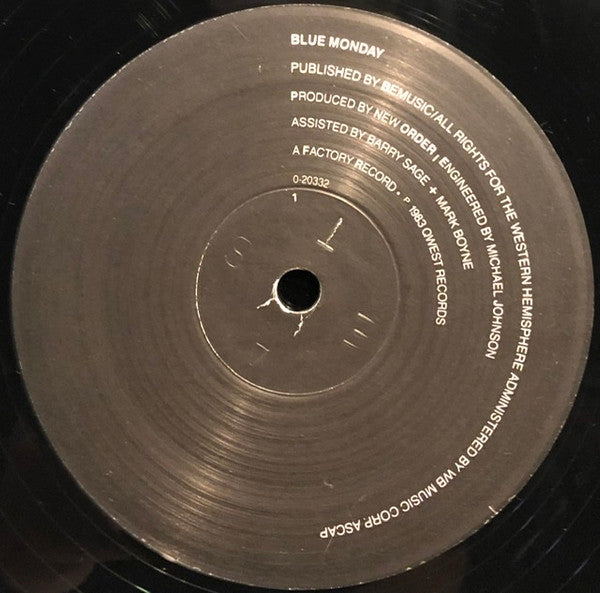 BLUE MONDAY
PUBLISHED BY BEMUSIC/ALL RIGHTS FOR THE WESTERN HEMISPHERE ADMINISTERED BY WB MUSIC CORP. ASCAP
PRODUCED BY NEW ORDER / ENGINEERED BY MICHAEL JOHNSON
ASSISTED BY BARRY SAGE + MARK BOYNE
A FACTORY RECORD • P 1983 QWEST RECORDS
0-20332
1